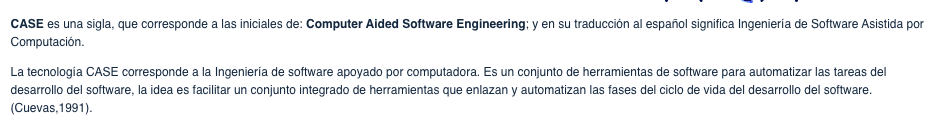 CASE es una sigla, que corresponde a las iniciales de: Computer Aided Software Engineering; y en su traducción al español significa Ingeniería de Software Asistida por
Computación.
La tecnología CASE corresponde a la Ingeniería de software apoyado por computadora. Es un conjunto de herramientas de software para automatizar las tareas del
desarrollo del software, la idea es facilitar un conjunto integrado de herramientas que enlazan y automatizan las fases del ciclo de vida del desarrollo del software.
(Cuevas,1991).